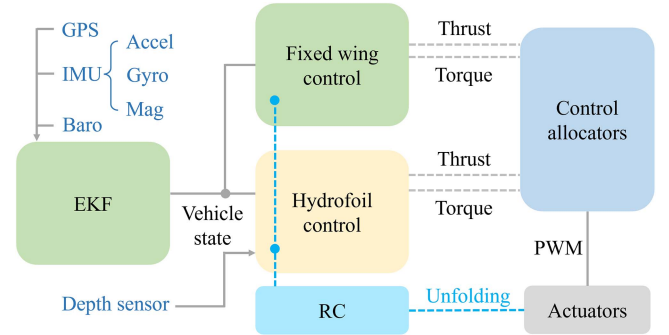 GPS
IMU
Accel
Gyro
Mag
Baro
EKF
Vehicle
state
Depth sensor
Fixed wing
control
Hydrofoil
control
RC
Thrust
Torque
Thrust
Torque
Control
allocators
PWM
Unfolding
Actuators